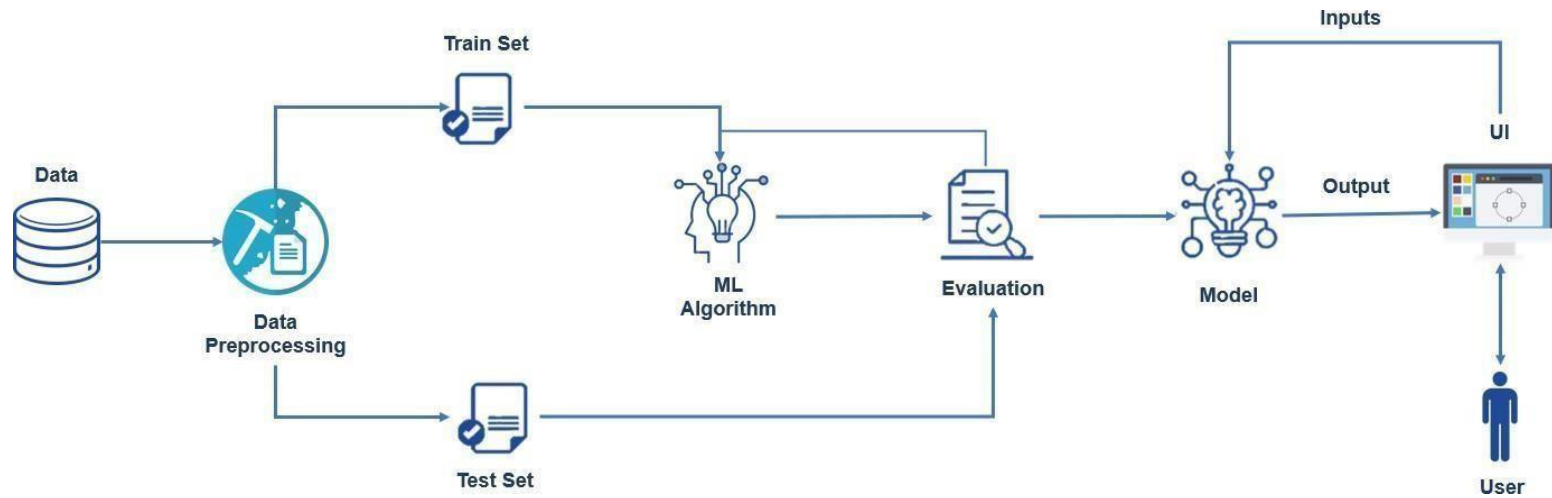 Inputs
Train Set
UI
Data
Output
ML
Algorithm
Evaluation
Model
Data
Preprocessing
Test Set
User